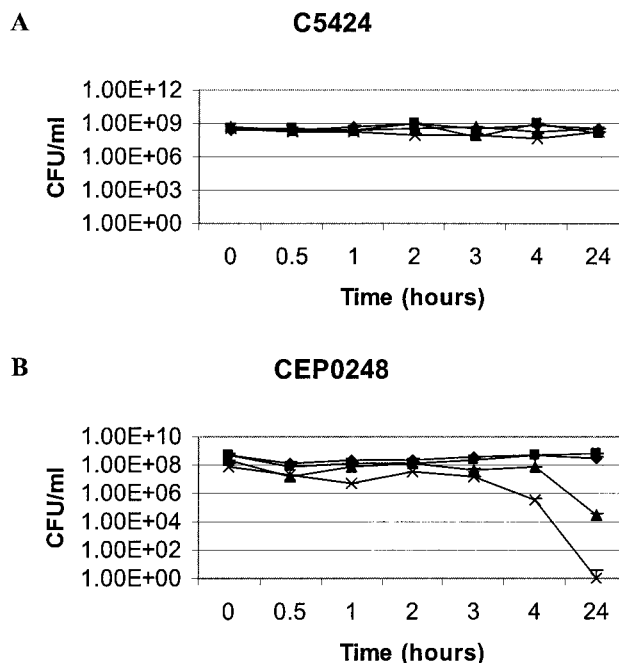 A
C5424
1.00E+12
1.00E+09
1.00E+06
1.00E+03
1.00E+00
CFU/ml
0 0.5 1 2 3 4 24
Time (hours)
B
CEP0248
1.00E+10
1.00E+08
1.00E+06
1.00E+04
1.00E+02
1.00E+00
CFU/ml
0 0.5 1 2 3 4 24
Time (hours)